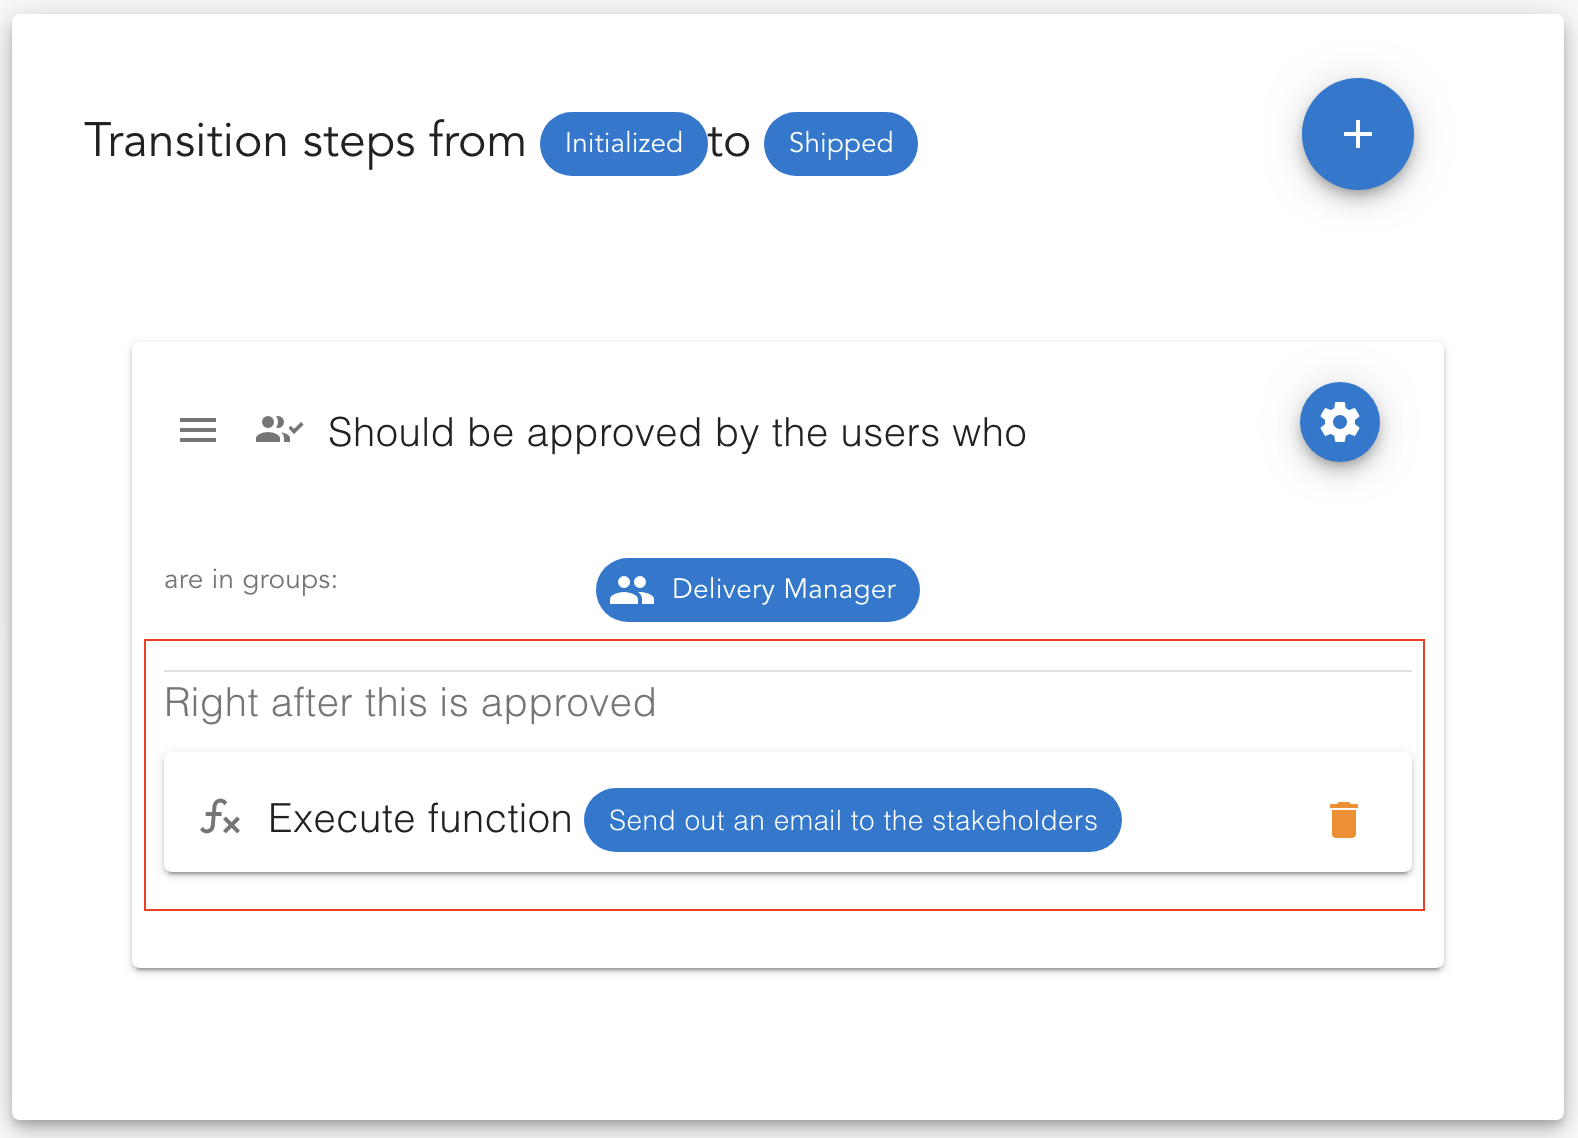 Transition steps from Initialized to Shipped
Should be approved by the users who
are in groups: Delivery Manager
Right after this is approved
Execute function Send out an email to the stakeholders